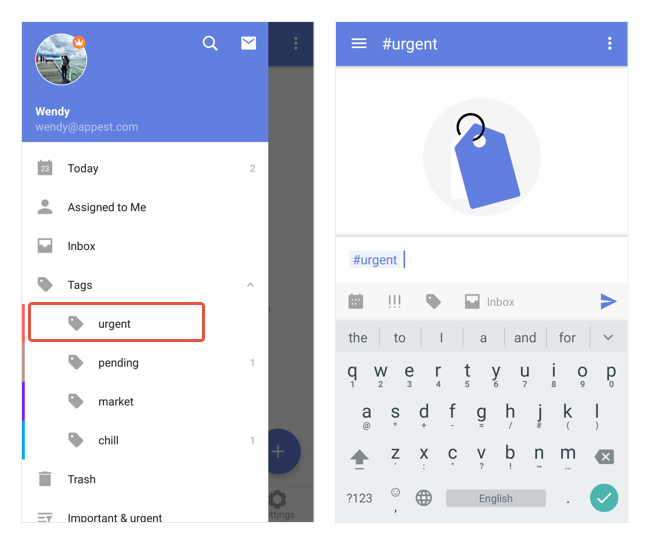 Wendy
wendy@appest.com
23 Today 2
Assigned to Me
Inbox
Tags
urgent
pending 1
market
chill 1
Trash
Important & urgent
ettings
#urgent
#urgent
!!! Inbox
the to I a and for
q w e r t y u i o p
1 2 3 4 5 6 7 8 9 0
a s d f g h j k l
@ * + - = / # ( )
z x c v b n m
' : " ? ! ~ …
?123 , English .